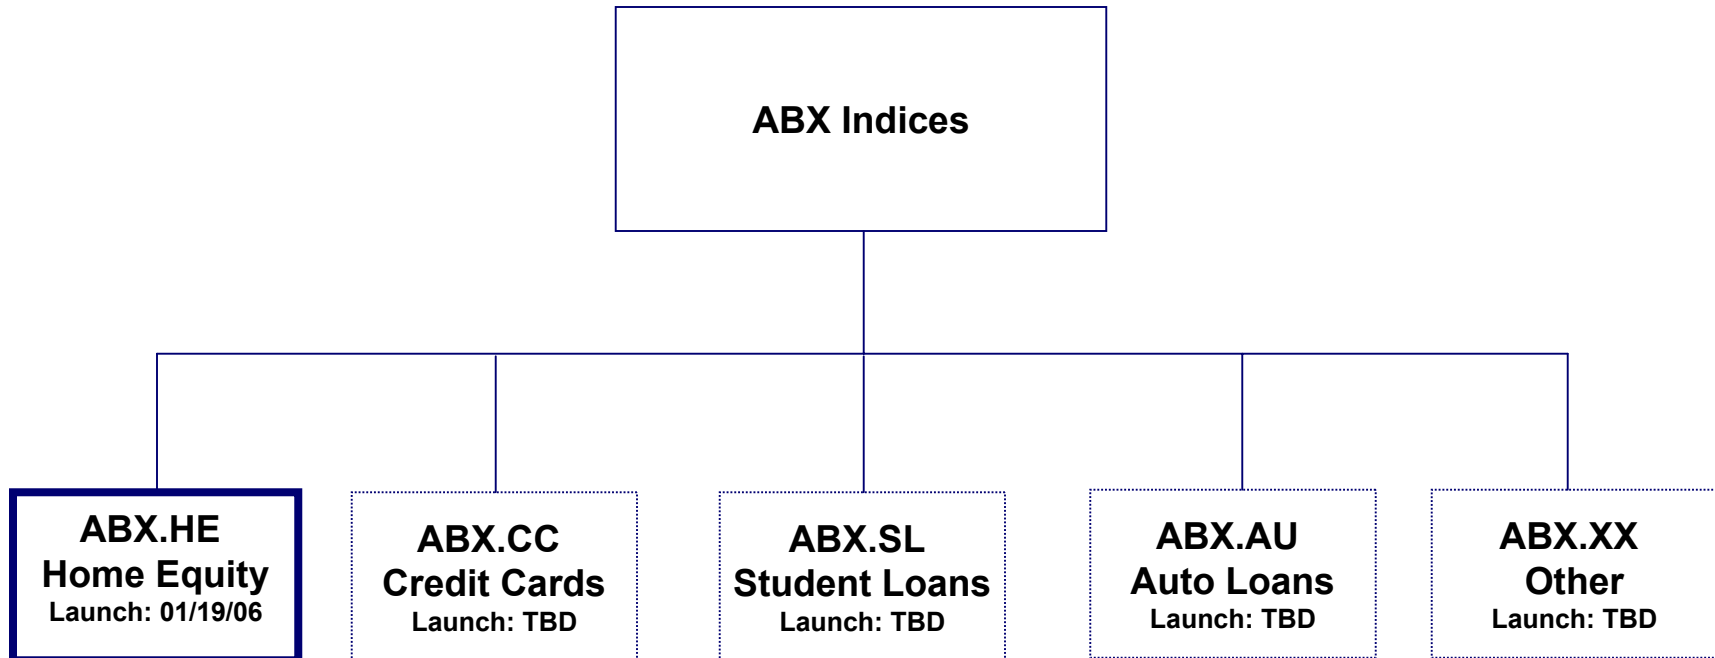 ABX Indices
ABX.HE
Home Equity
Launch: 01/19/06
ABX.CC
Credit Cards
Launch: TBD
ABX.SL
Student Loans
Launch: TBD
ABX.AU
Auto Loans
Launch: TBD
ABX.XX
Other
Launch: TBD